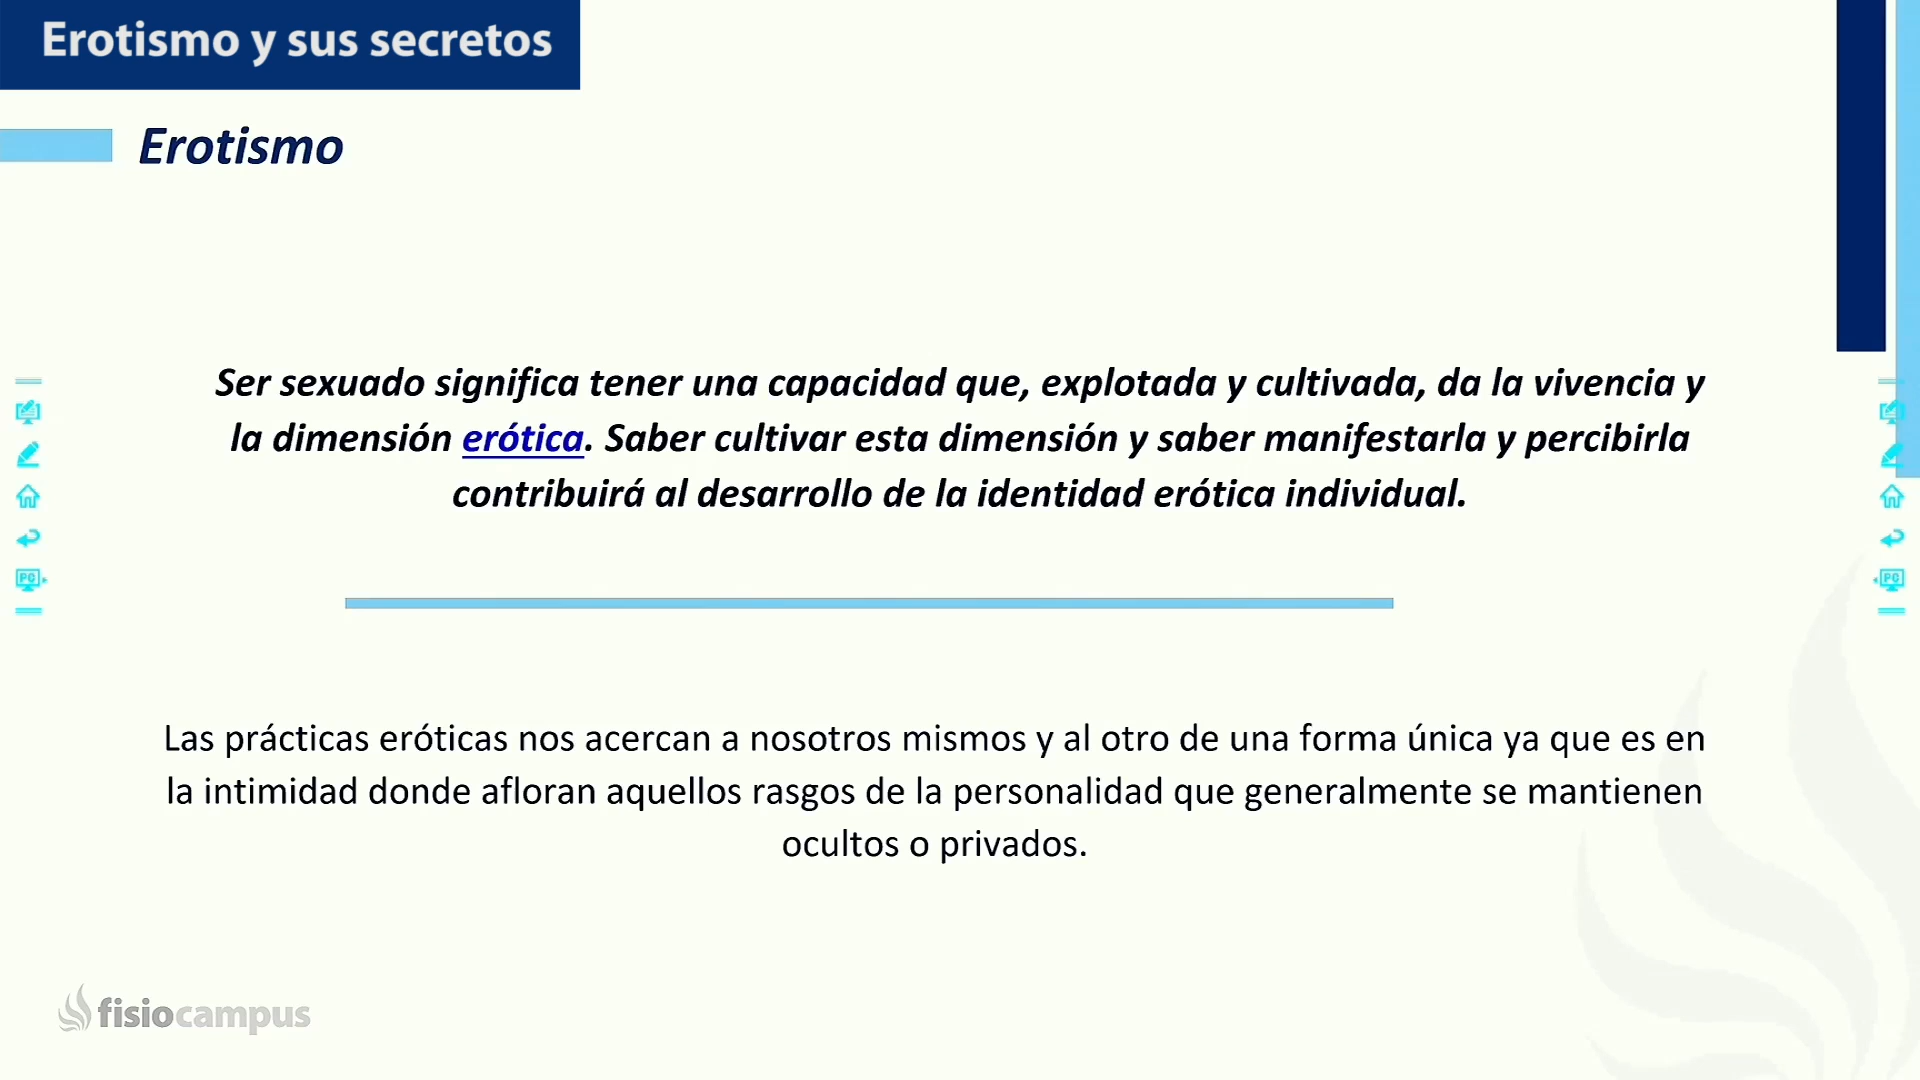 Erotismo y sus secretos
Erotismo
Ser sexuado significa tener una capacidad que, explotada y cultivada, da la vivencia y
la dimensión erótica. Saber cultivar esta dimensión y saber manifestarla y percibirla
contribuirá al desarrollo de la identidad erótica individual.
PC
PC
Las prácticas eróticas nos acercan a nosotros mismos y al otro de una forma única ya que es en
la intimidad donde afloran aquellos rasgos de la personalidad que generalmente se mantienen
ocultos o privados.
fisiocampus